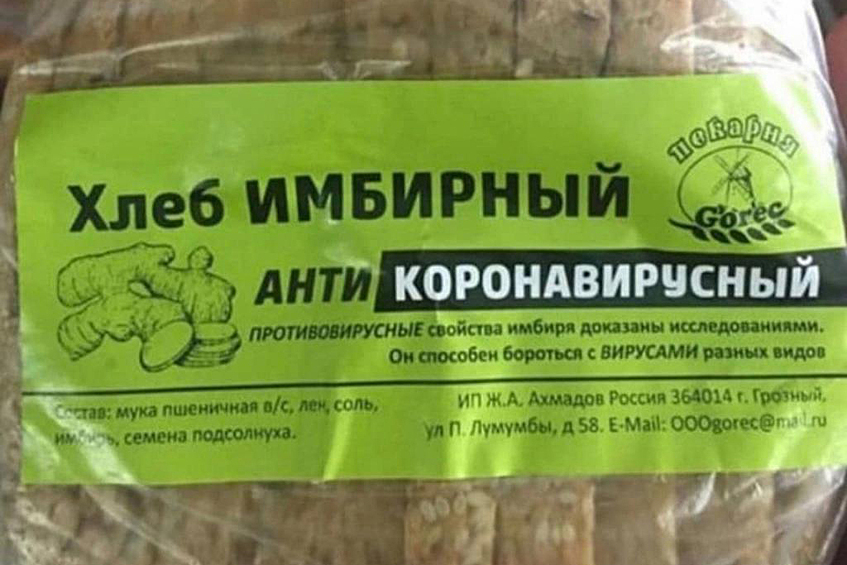 пекарня
Gorec
Хлеб ИМБИРНЫЙ
АНТИ КОРОНАВИРУСНЫЙ
ПРОТИВОВИРУСНЫЕ свойства имбиря доказаны исследованиями.
Он способен бороться с ВИРУСАМИ разных видов
Состав: мука пшеничная в/с, лен, соль,
имбирь, семена подсолнуха.
ИП Ж.А. Ахмадов Россия 364014 г. Грозный,
ул П. Лумумбы, д 58. E-Mail: OOOgorec@mail.ru